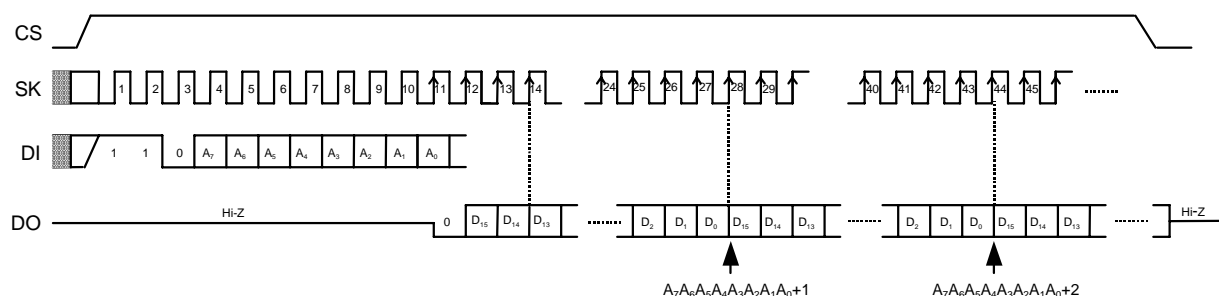 CS
SK 1 2 3 4 5 6 7 8 9 10 11 12 13 14 24 25 26 27 28 29 40 41 42 43 44 45
DI 1 1 0 A₇ A₆ A₅ A₄ A₃ A₂ A₁ A₀
DO Hi-Z 0 D₁₅ D₁₄ D₁₃ D₂ D₁ D₀ D₁₅ D₁₄ D₁₃ D₂ D₁ D₀ D₁₅ D₁₄ D₁₃ Hi-Z
A₇A₆A₅A₄A₃A₂A₁A₀+1 A₇A₆A₅A₄A₃A₂A₁A₀+2